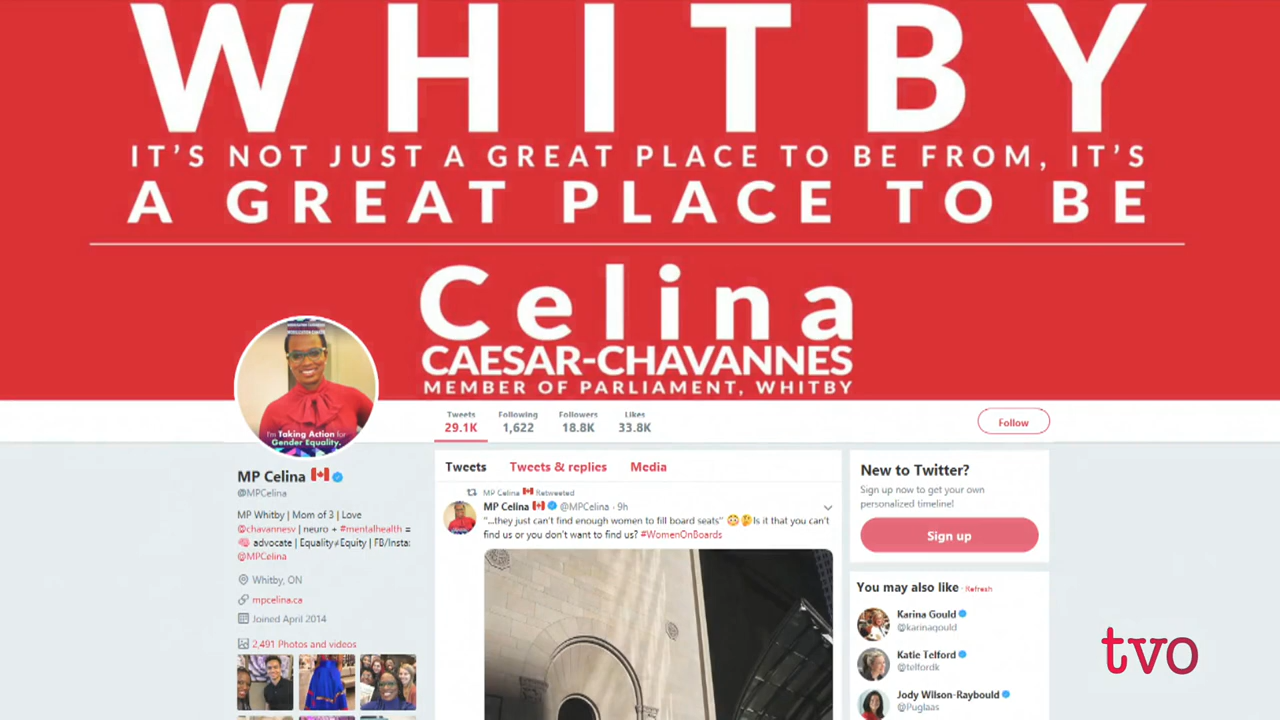 WHITBY
IT'S NOT JUST A GREAT PLACE TO BE FROM, IT'S
A GREAT PLACE TO BE
Celina
CAESAR-CHAVANNES
MEMBER OF PARLIAMENT, WHITBY
I'm Taking Action for
Gender Equality.
Tweets
29.1K
Following
1,622
Followers
18.8K
Likes
33.8K
Follow
MP Celina
@MPCelina
MP Whitby | Mom of 3 | Love
@chavannesv | neuro + #mentalhealth =
advocate | Equality≠Equity | FB/Insta:
@MPCelina
Whitby, ON
mpcelina.ca
Joined April 2014
2,491 Photos and videos
Tweets Tweets & replies Media
MP Celina Retweeted
MP Celina @MPCelina · 9h
"...they just can't find enough women to fill board seats" Is it that you can't
find us or you don't want to find us? #WomenOnBoards
New to Twitter?
Sign up now to get your own
personalized timeline!
Sign up
You may also like · Refresh
Karina Gould
@karinagould
Katie Telford
@telfordk
Jody Wilson-Raybould
@Puglaas
tvo